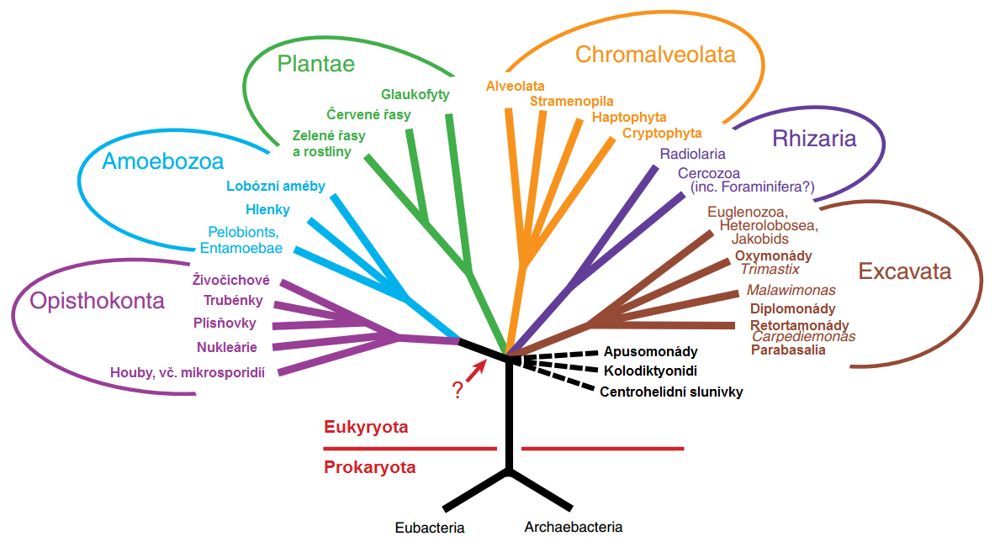 Chromalveolata
Plantae
Alveolata
Glaukofyty
Stramenopila
Červené řasy
Haptophyta
Cryptophyta
Zelené řasy
a rostliny
Rhizaria
Radiolaria
Amoebozoa
Cercozoa
(inc. Foraminifera?)
Lobózní améby
Hlenky
Euglenozoa,
Heterolobosea,
Jakobids
Pelobionts,
Entamoebae
Oxymonády
Trimastix
Excavata
Živočichové
Malawimonas
Opisthokonta
Trubénky
Diplomonády
Plísňovky
Retortamonády
Carpediemonas
Nukleárie
Parabasalia
Apusomonády
Houby, vč. mikrosporidií
Kolodiktyonidi
?
Centrohelidní slunivky
Eukyryota
Prokaryota
Eubacteria
Archaebacteria